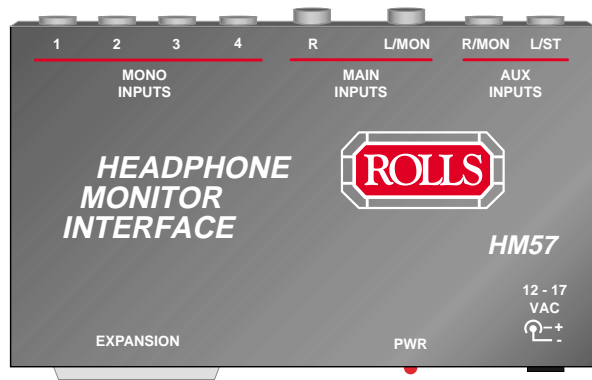 1 2 3 4 R L/MON R/MON L/ST
MONO
INPUTS
MAIN
INPUTS
AUX
INPUTS
HEADPHONE
MONITOR
INTERFACE
ROLLS
HM57
12 - 17
VAC
+
-
EXPANSION
PWR